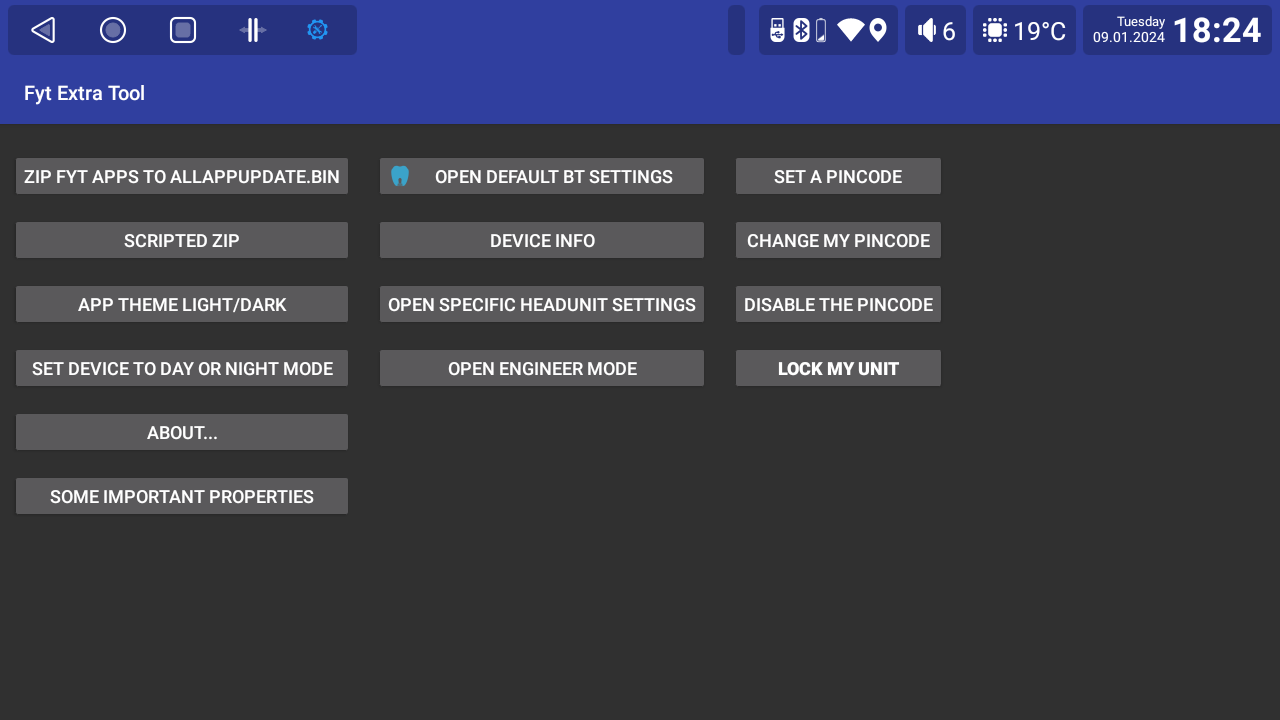 6
19°C
Tuesday
09.01.2024
18:24
Fyt Extra Tool
ZIP FYT APPS TO ALLAPPUPDATE.BIN
OPEN DEFAULT BT SETTINGS
SET A PINCODE
SCRIPTED ZIP
DEVICE INFO
CHANGE MY PINCODE
APP THEME LIGHT/DARK
OPEN SPECIFIC HEADUNIT SETTINGS
DISABLE THE PINCODE
SET DEVICE TO DAY OR NIGHT MODE
OPEN ENGINEER MODE
LOCK MY UNIT
ABOUT...
SOME IMPORTANT PROPERTIES